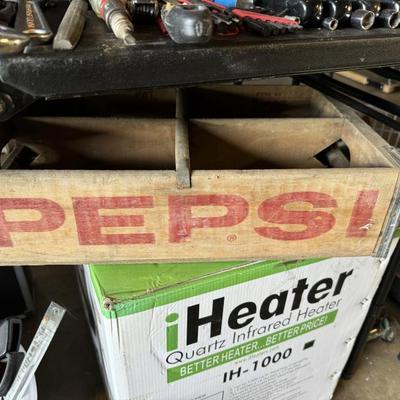 PEPSI®
iHeater
Quartz Infrared Heater
BETTER HEATER...BETTER PRICE!
IH-1000